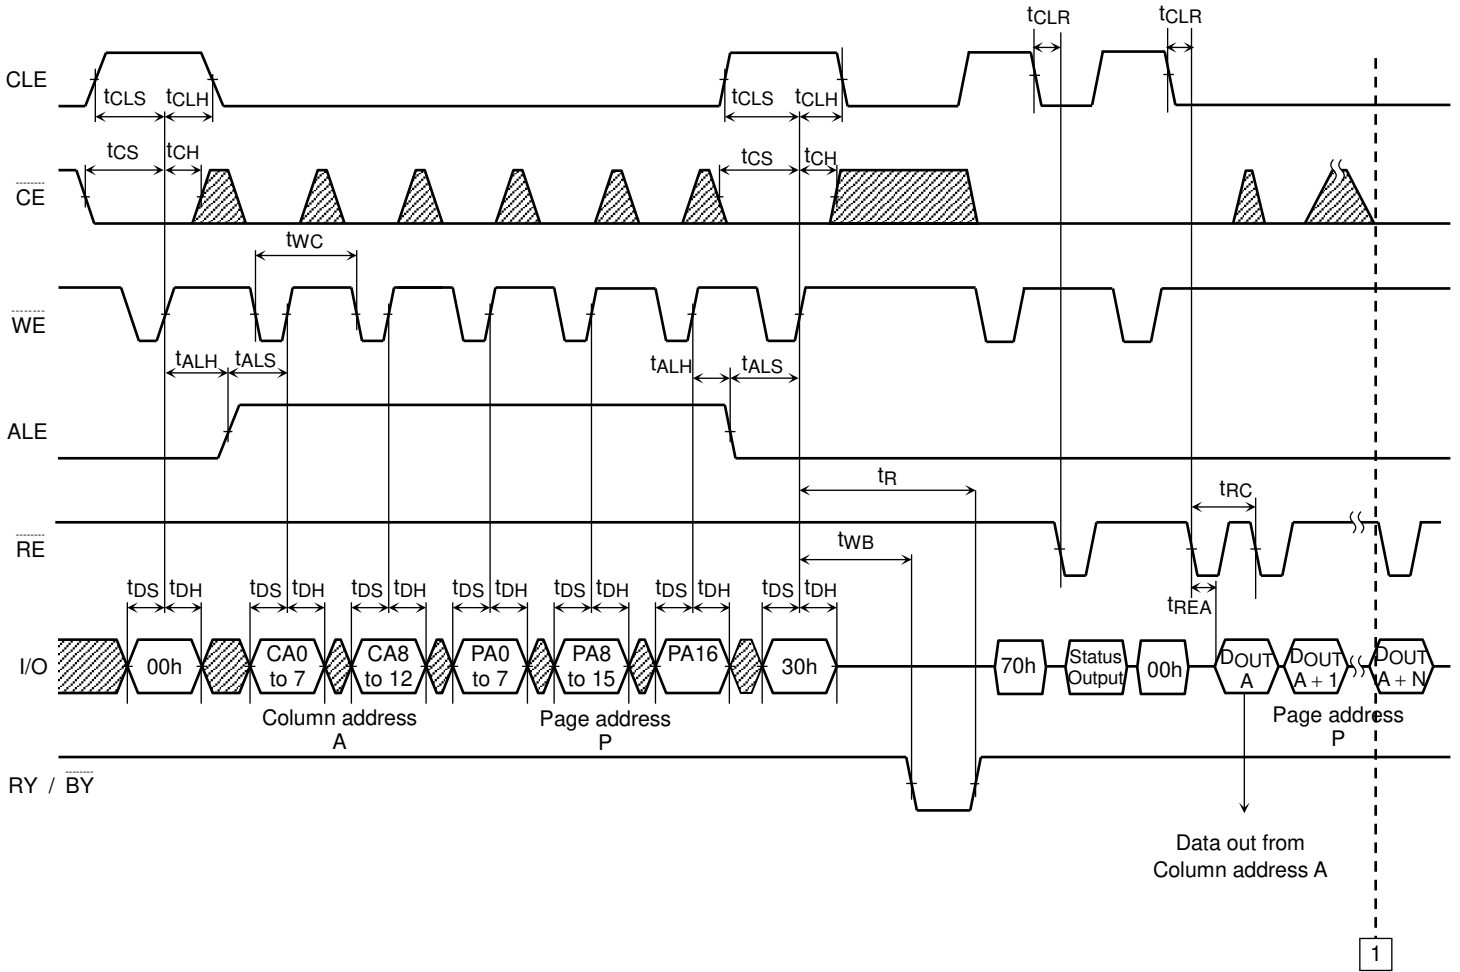 tCLR tCLR
CLE
tCLS tCLH tCLS tCLH
tCS tCH tCS tCH
CE
tWC
WE
tALH tALS tALH tALS
ALE
tR
tRC
RE
tWB
tDS tDH tDS tDH tDS tDH tDS tDH tDS tDH tDS tDH tDS tDH
tREA
I/O
00h
CA0
to 7
CA8
to 12
PA0
to 7
PA8
to 15
PA16
30h
70h
Status
Output
00h
DOUT
A
DOUT
A + 1
DOUT
A + N
Column address
A
Page address
P
Page address
P
RY / BY
Data out from
Column address A
1